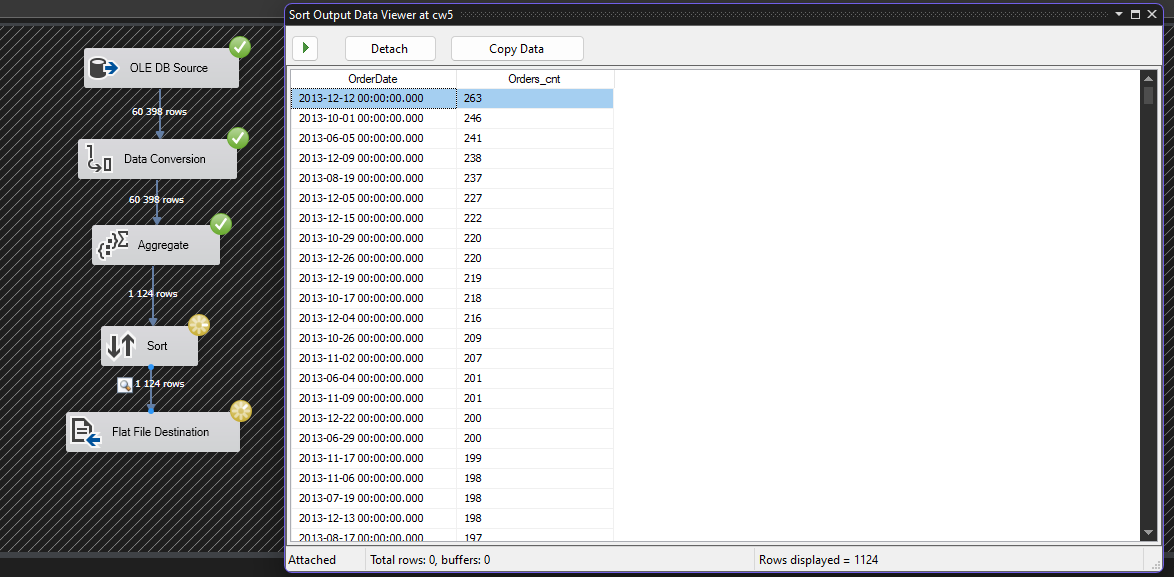 Sort Output Data Viewer at cw5
Detach
Copy Data
OLE DB Source
60 398 rows
Data Conversion
60 398 rows
Aggregate
1 124 rows
Sort
1 124 rows
Flat File Destination
OrderDate Orders_cnt
2013-12-12 00:00:00.000 263
2013-10-01 00:00:00.000 246
2013-06-05 00:00:00.000 241
2013-12-09 00:00:00.000 238
2013-08-19 00:00:00.000 237
2013-12-05 00:00:00.000 227
2013-12-15 00:00:00.000 222
2013-10-29 00:00:00.000 220
2013-12-26 00:00:00.000 220
2013-12-19 00:00:00.000 219
2013-10-17 00:00:00.000 218
2013-12-04 00:00:00.000 216
2013-10-26 00:00:00.000 209
2013-11-02 00:00:00.000 207
2013-06-04 00:00:00.000 201
2013-11-09 00:00:00.000 201
2013-12-22 00:00:00.000 200
2013-06-29 00:00:00.000 200
2013-11-17 00:00:00.000 199
2013-11-06 00:00:00.000 198
2013-07-19 00:00:00.000 198
2013-12-13 00:00:00.000 198
2013-08-17 00:00:00.000 197
Attached
Total rows: 0, buffers: 0
Rows displayed = 1124